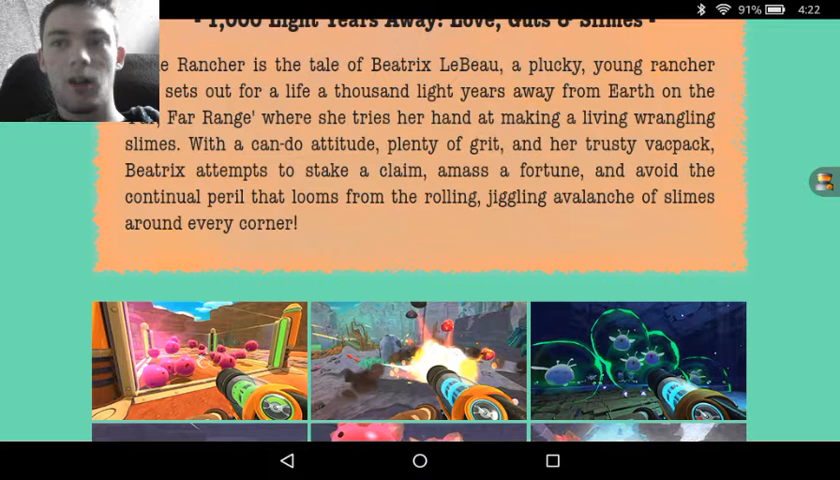 91% 4:22
- 1,000 Light Years Away: Love, Guts & Slimes -
e Rancher is the tale of Beatrix LeBeau, a plucky, young rancher
sets out for a life a thousand light years away from Earth on the
Far, Far Range' where she tries her hand at making a living wrangling
slimes. With a can-do attitude, plenty of grit, and her trusty vacpack,
Beatrix attempts to stake a claim, amass a fortune, and avoid the
continual peril that looms from the rolling, jiggling avalanche of slimes
around every corner!